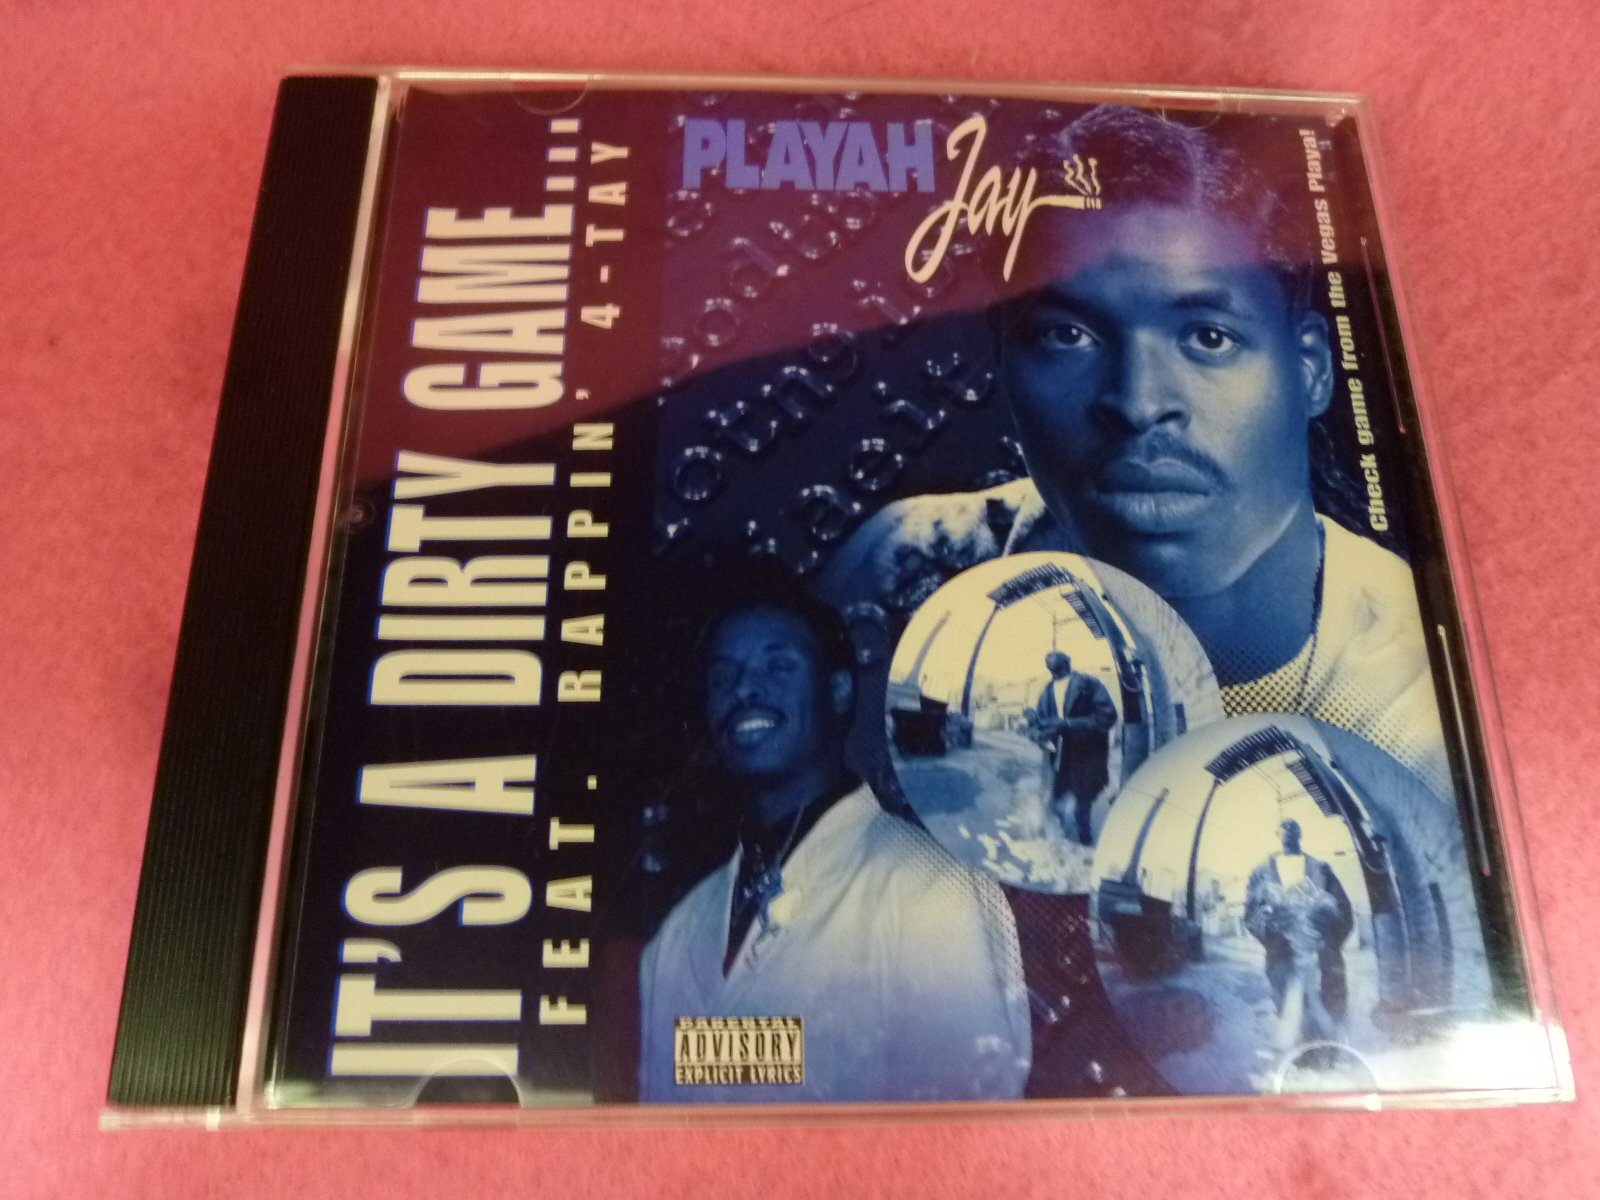 PLAYAH
Jay
IT'S A DIRTY GAME...
FEAT. RAPPIN' 4-TAY
Check game from the Vegas Playa!
PARENTAL
ADVISORY
EXPLICIT LYRICS